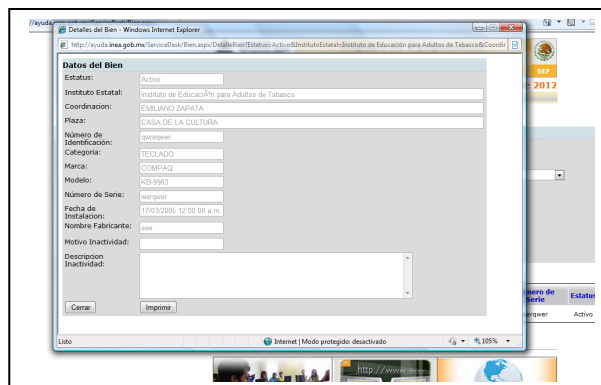 //ayuda
Detalles del Bien - Windows Internet Explorer
http://ayuda.inea.gob.mx/ServiceDesk/Bien.aspx/DetalleBien?Estatus=Activo&InstitutoEstatal=Instituto de Educación para Adultos de Tabasco&Coordi
SEP
2012
Datos del Bien
Estatus: Activo
Instituto Estatal: Instituto de EducaciÃ³n para Adultos de Tabasco
Coordinacion: EMILIANO ZAPATA
Plaza: CASA DE LA CULTURA
Número de
Identificación: qwreqwer
Categoria: TECLADO
Marca: COMPAQ
Modelo: KB-9963
Número de Serie: werqwer
Fecha de
Instalacion: 17/03/2005 12:00:00 a.m.
Nombre Fabricante: eee
Motivo Inactividad:
Descripcion
Inactividad:
Cerrar Imprimir
Número de
Serie Estatus
werqwer Activo
Listo Internet | Modo protegido: desactivado 105%
http://www